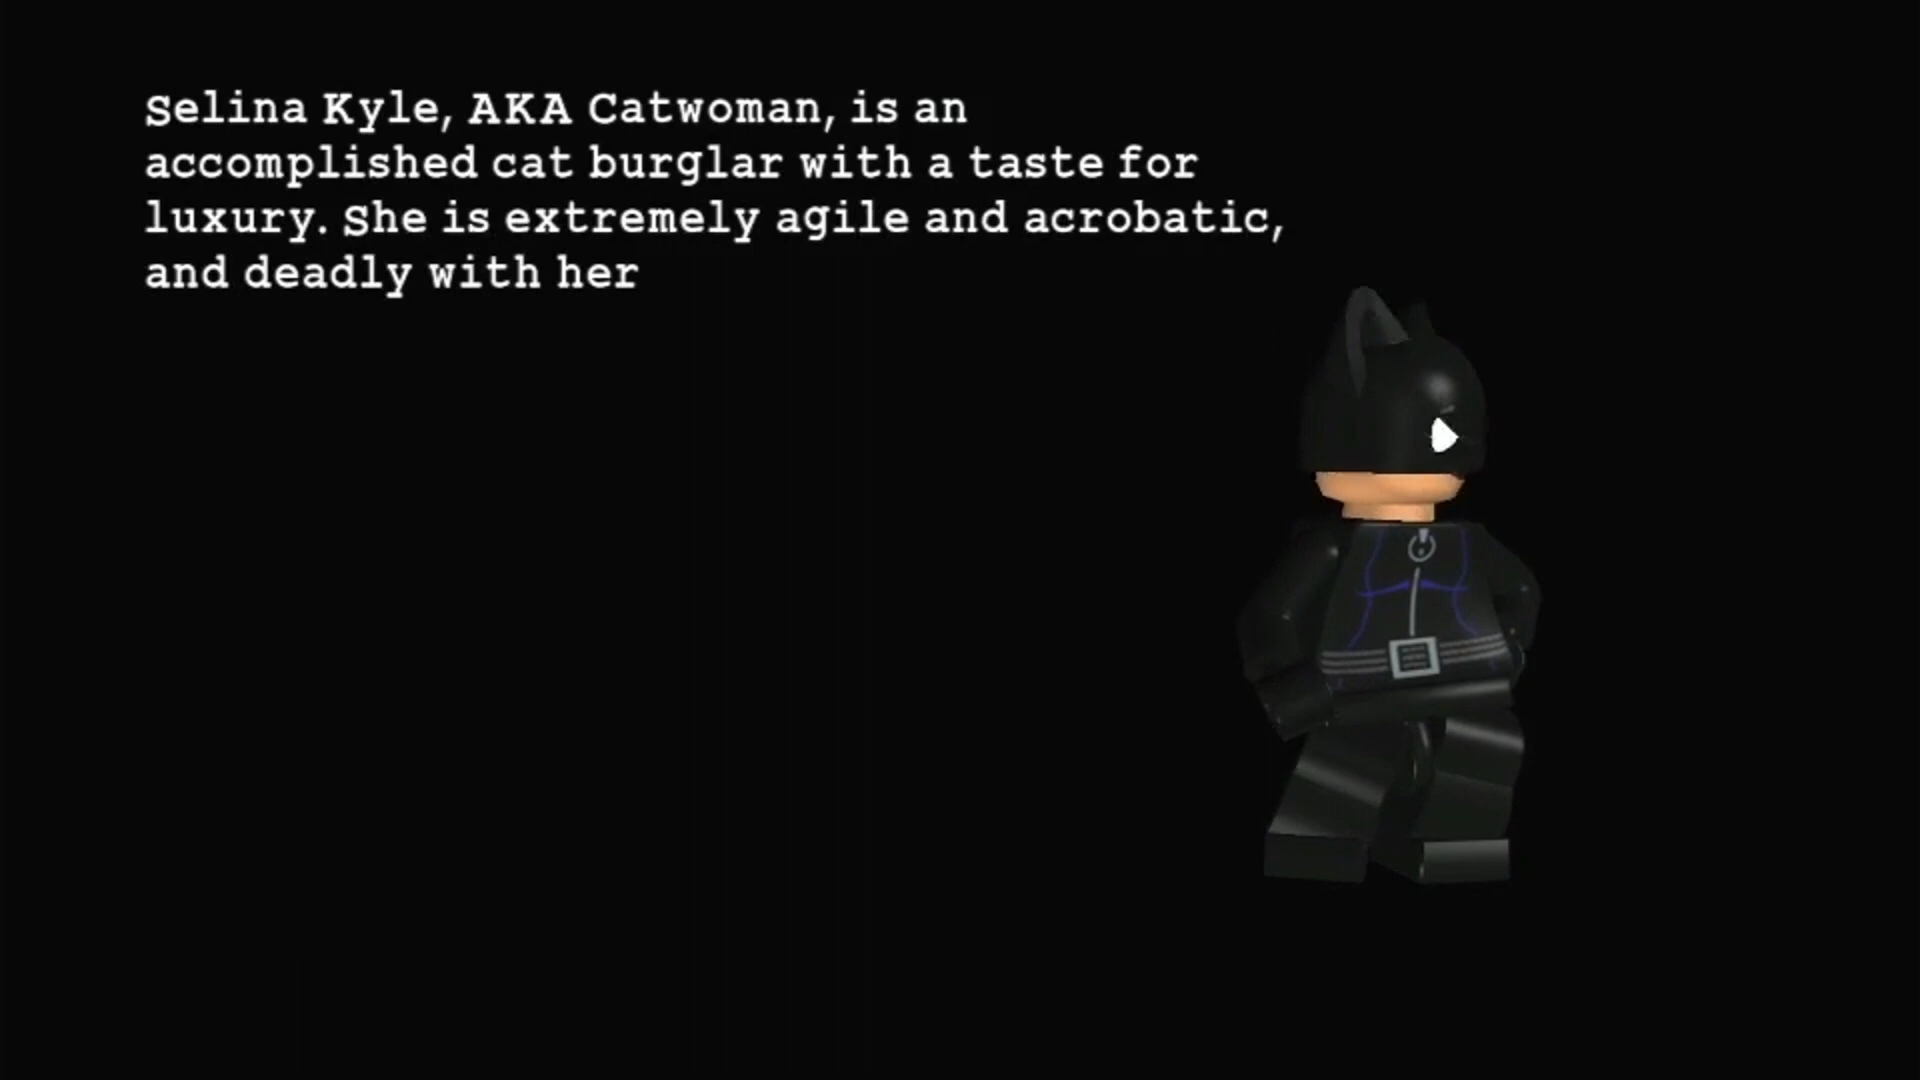 Selina Kyle, AKA Catwoman, is an
accomplished cat burglar with a taste for
luxury. She is extremely agile and acrobatic,
and deadly with her